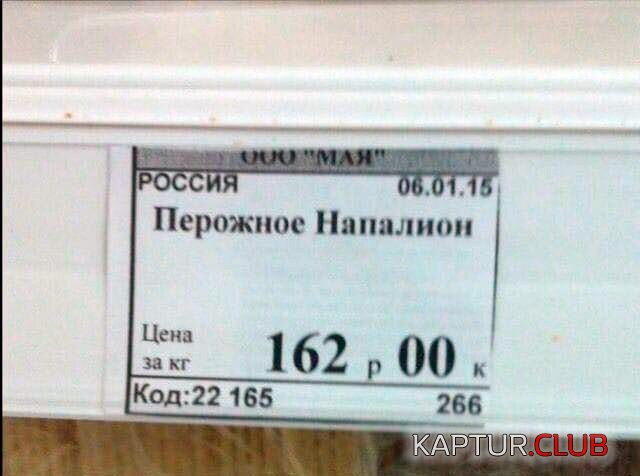 ООО "МАЯ"
РОССИЯ 06.01.15
Перожное Напалион
Цена
за кг 162 р 00 к
Код:22 165 266
KAPTUR.CLUB